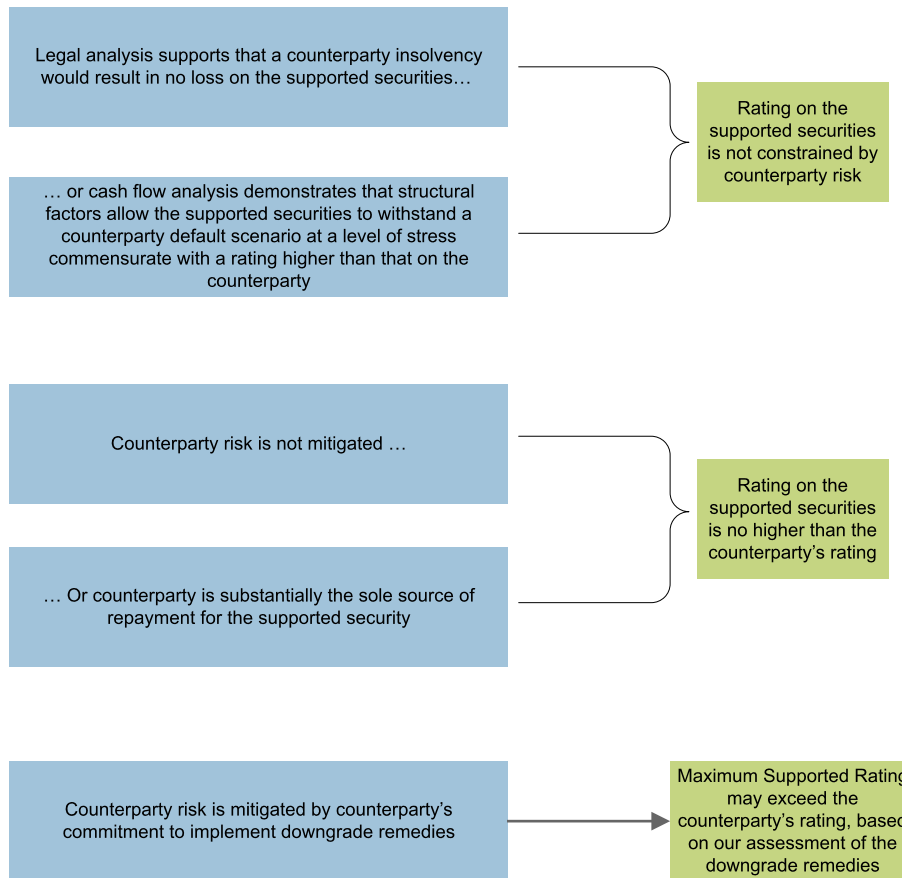 Legal analysis supports that a counterparty insolvency
would result in no loss on the supported securities…
Rating on the
supported securities
is not constrained by
counterparty risk
… or cash flow analysis demonstrates that structural
factors allow the supported securities to withstand a
counterparty default scenario at a level of stress
commensurate with a rating higher than that on the
counterparty
Counterparty risk is not mitigated …
Rating on the
supported securities
is no higher than the
counterparty’s rating
… Or counterparty is substantially the sole source of
repayment for the supported security
Counterparty risk is mitigated by counterparty’s
commitment to implement downgrade remedies
Maximum Supported Rating
may exceed the
counterparty’s rating, based
on our assessment of the
downgrade remedies